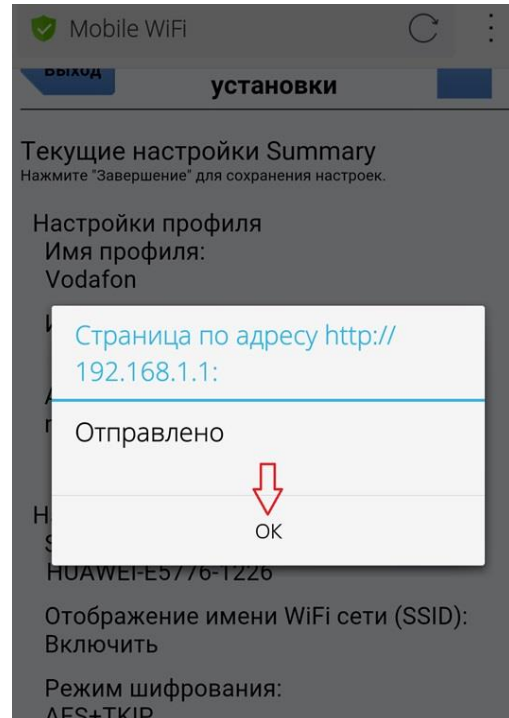 Mobile WiFi
Выход
установки
Текущие настройки Summary
Нажмите "Завершение" для сохранения настроек.
Настройки профиля
Имя профиля:
Vodafon
Страница по адресу http://
192.168.1.1:
Отправлено
ОК
HUAWEI-E5776-1226
Отображение имени WiFi сети (SSID):
Включить
Режим шифрования:
AES+TKIP